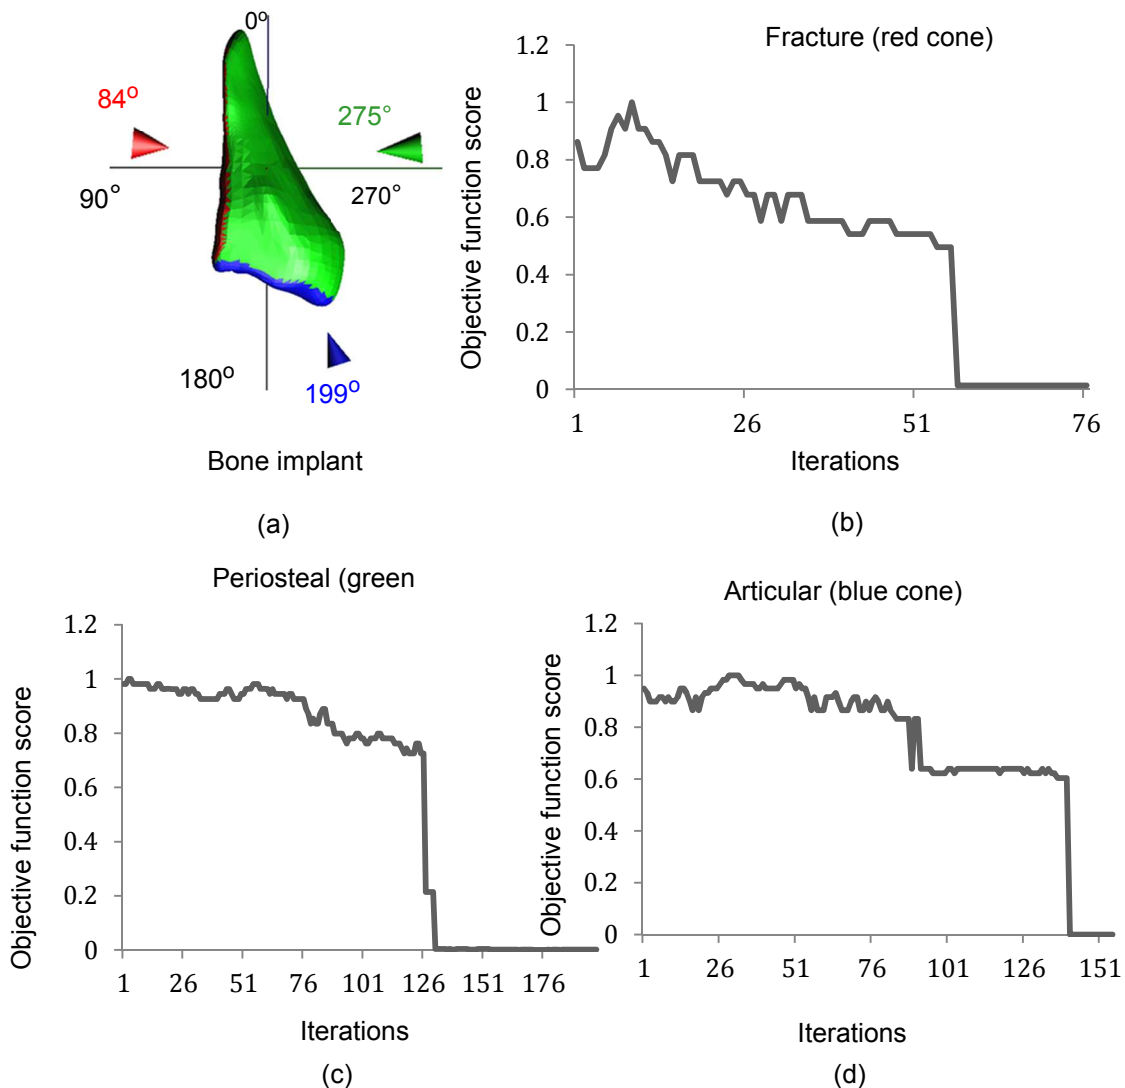 0º
84º
275°
90°
270°
180º
199º
Bone implant
(a)
Fracture (red cone)
Objective function score
1.2
1
0.8
0.6
0.4
0.2
0
1 26 51 76
Iterations
(b)
Periosteal (green
Objective function score
1.2
1
0.8
0.6
0.4
0.2
0
1 26 51 76 101 126 151 176
Iterations
(c)
Articular (blue cone)
Objective function score
1.2
1
0.8
0.6
0.4
0.2
0
1 26 51 76 101 126 151
Iterations
(d)